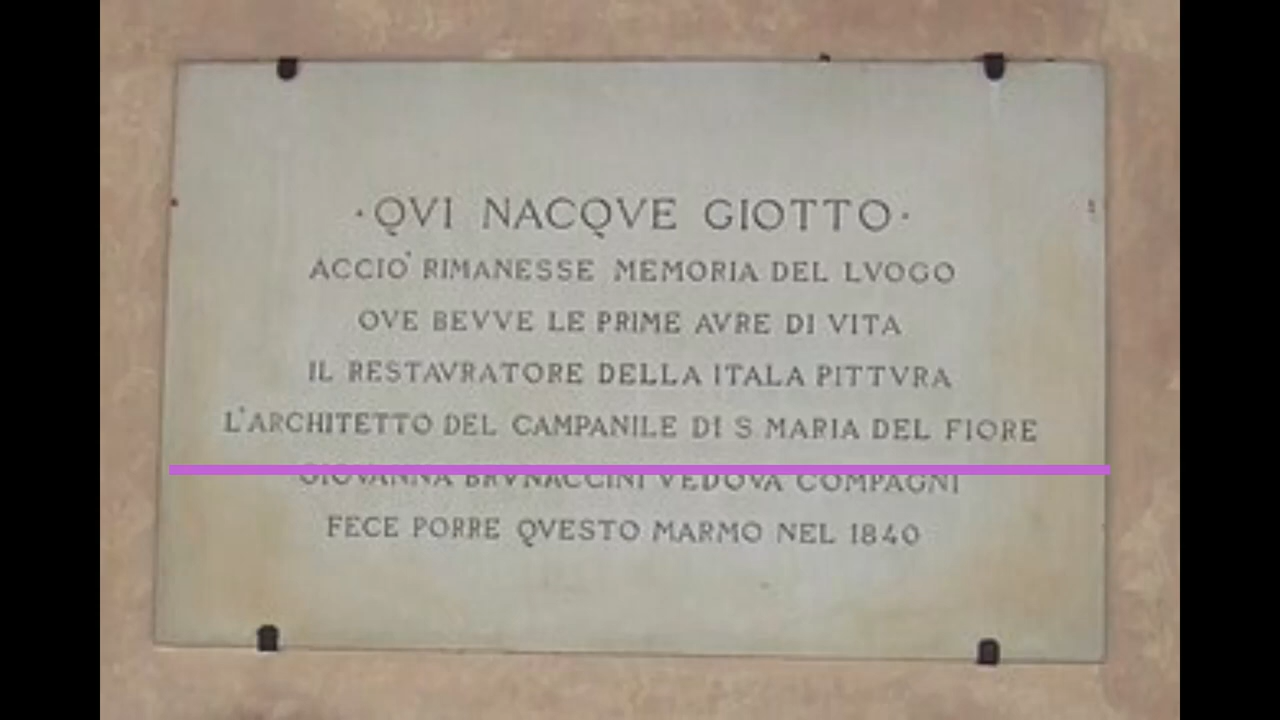 ·QVI NACQVE GIOTTO·
ACCIO' RIMANESSE MEMORIA DEL LVOGO
OVE BEVVE LE PRIME AVRE DI VITA
IL RESTAVRATORE DELLA ITALA PITTVRA
L'ARCHITETTO DEL CAMPANILE DI S. MARIA DEL FIORE
GIOVANNA BRVNACCINI VEDOVA COMPAGNI
FECE PORRE QVESTO MARMO NEL 1840